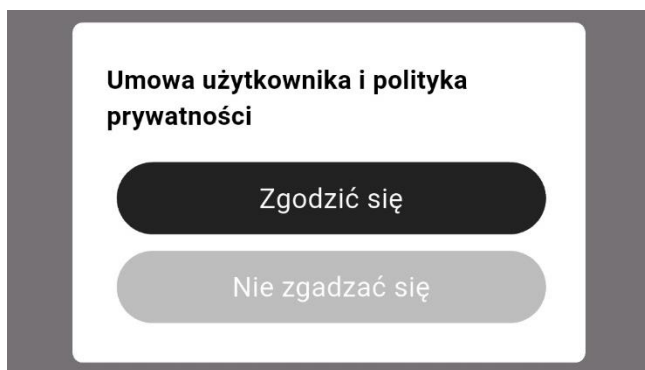 Umowa użytkownika i polityka
prywatności
Zgodzić się
Nie zgadzać się